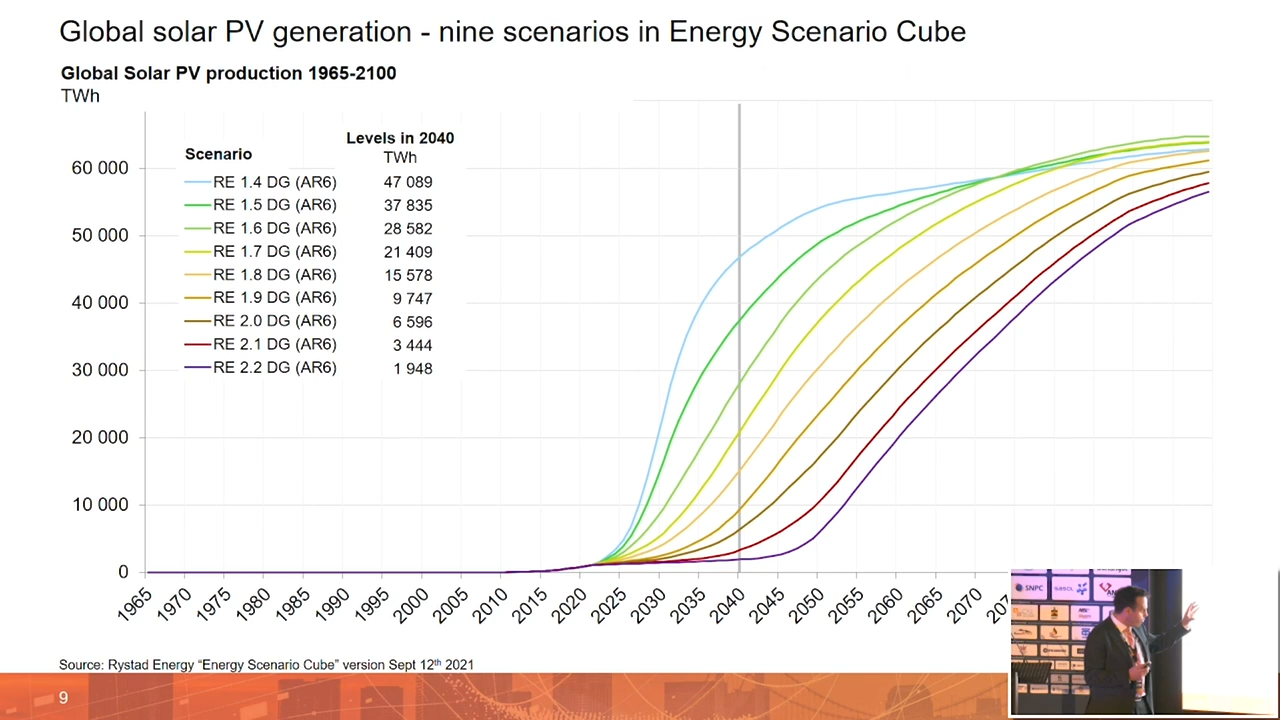 Global solar PV generation - nine scenarios in Energy Scenario Cube
Global Solar PV production 1965-2100
TWh
Levels in 2040
Scenario TWh
RE 1.4 DG (AR6) 47 089
RE 1.5 DG (AR6) 37 835
RE 1.6 DG (AR6) 28 582
RE 1.7 DG (AR6) 21 409
RE 1.8 DG (AR6) 15 578
RE 1.9 DG (AR6) 9 747
RE 2.0 DG (AR6) 6 596
RE 2.1 DG (AR6) 3 444
RE 2.2 DG (AR6) 1 948
60 000
50 000
40 000
30 000
20 000
10 000
0
1965 1970 1975 1980 1985 1990 1995 2000 2005 2010 2015 2020 2025 2030 2035 2040 2045 2050 2055 2060 2065 2070
Source: Rystad Energy “Energy Scenario Cube” version Sept 12th 2021
9
SNPC
sasol